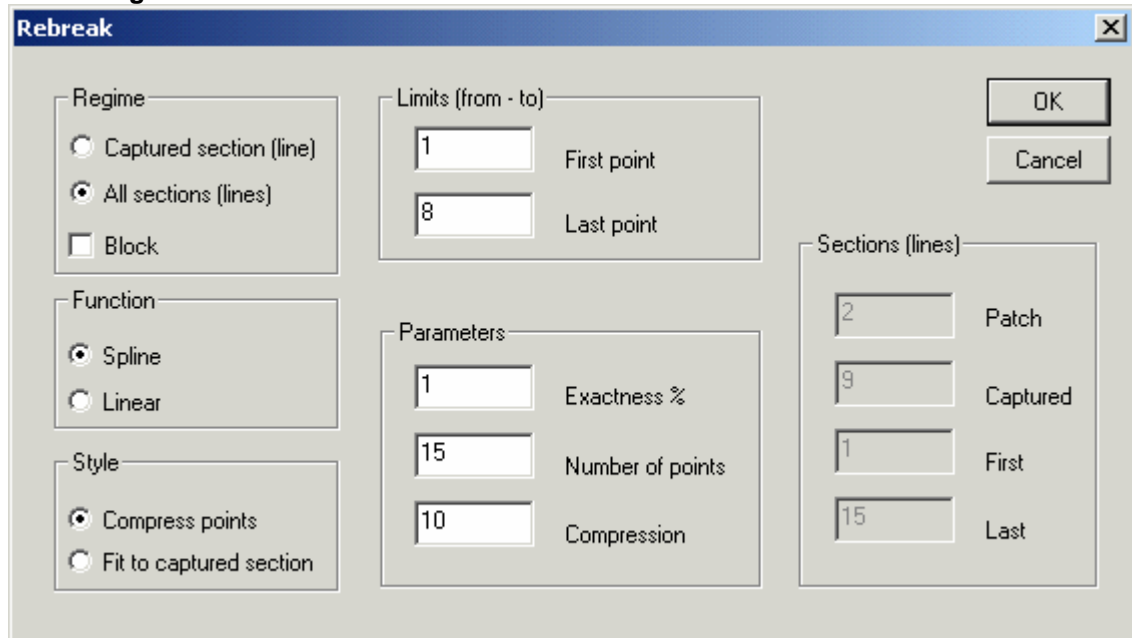 Rebreak
Regime
Captured section (line)
All sections (lines)
Block
Function
Spline
Linear
Style
Compress points
Fit to captured section
Limits (from - to)
1 First point
8 Last point
Parameters
1 Exactness %
15 Number of points
10 Compression
OK
Cancel
Sections (lines)
2 Patch
9 Captured
1 First
15 Last